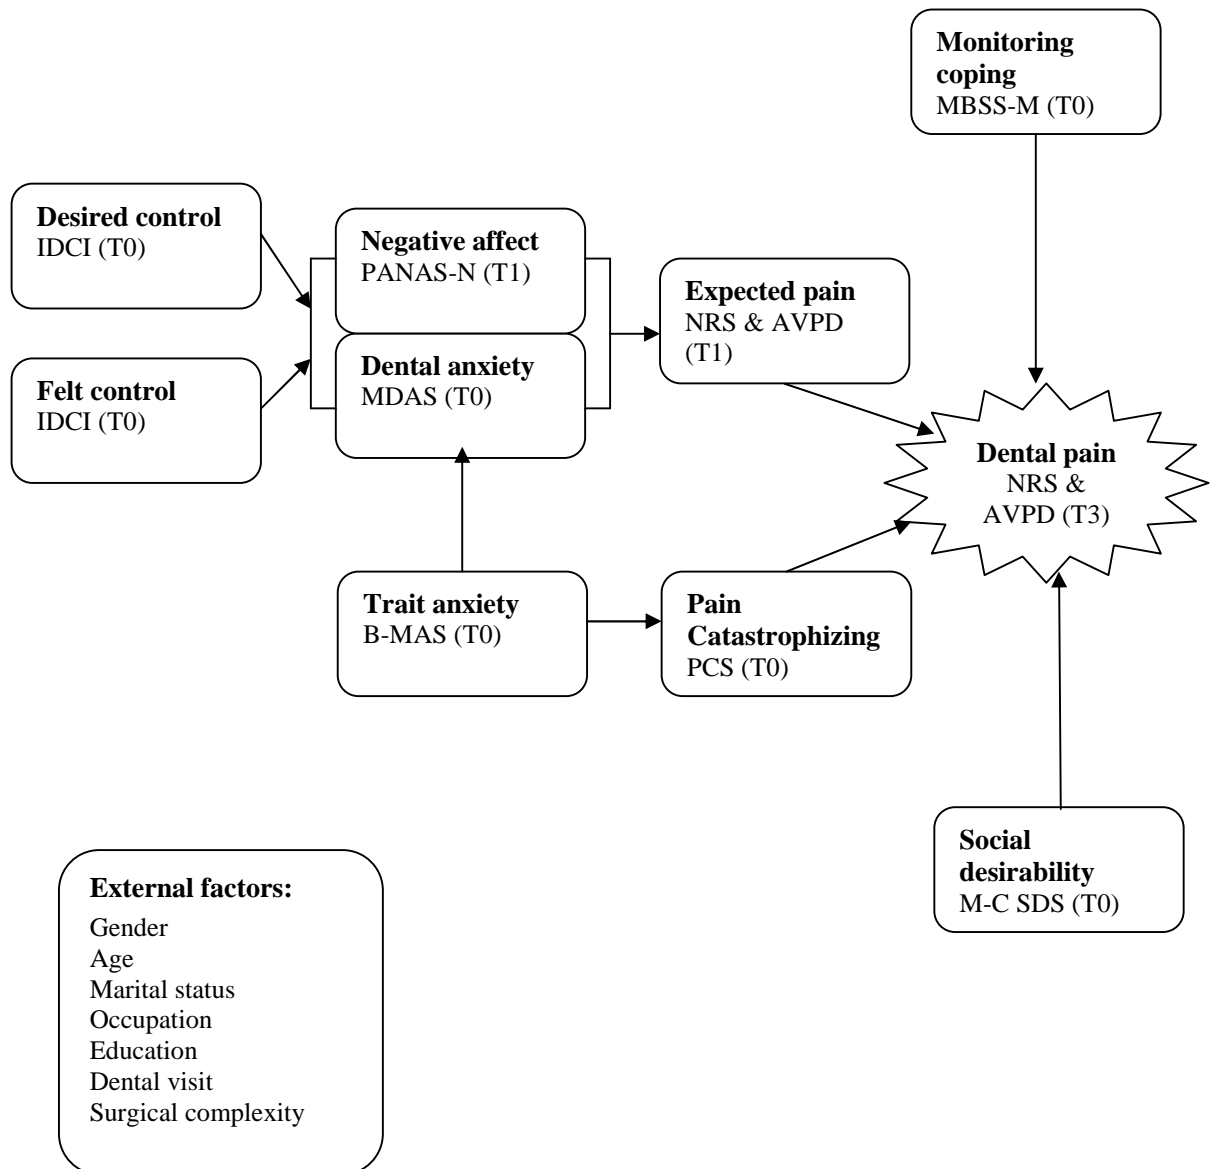 Monitoring
coping
MBSS-M (T0)
Desired control
IDCI (T0)
Negative affect
PANAS-N (T1)
Expected pain
NRS & AVPD
(T1)
Felt control
IDCI (T0)
Dental anxiety
MDAS (T0)
Dental pain
NRS &
AVPD (T3)
Trait anxiety
B-MAS (T0)
Pain
Catastrophizing
PCS (T0)
Social
desirability
M-C SDS (T0)
External factors:
Gender
Age
Marital status
Occupation
Education
Dental visit
Surgical complexity